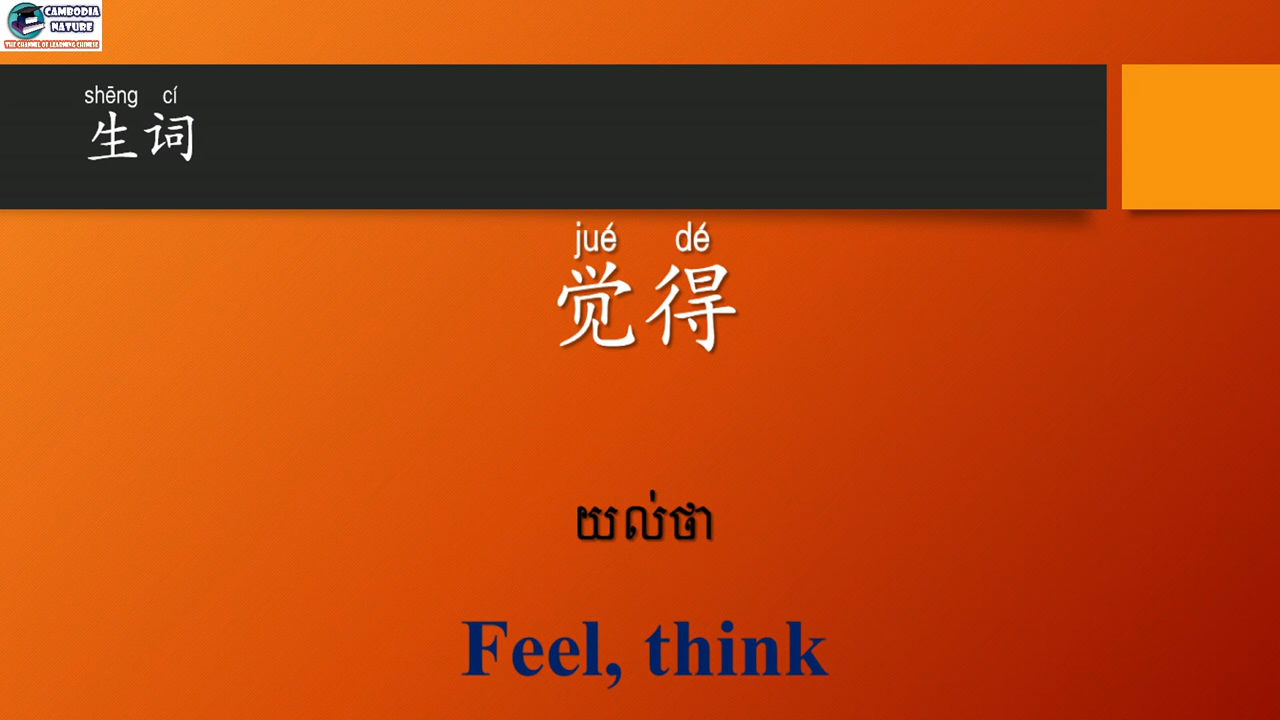 CAMBODIA
NATURE
THE CHANNEL OF LEARNING CHINESE
shēng cí
生词
jué dé
觉得
យល់ថា
Feel, think